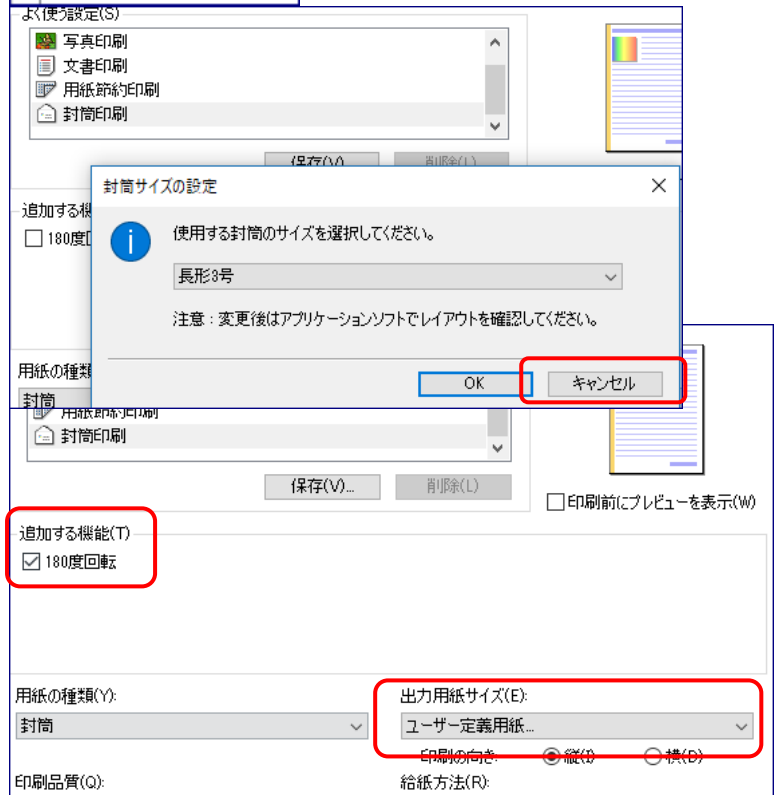 よく使う設定(S)
写真印刷
文書印刷
用紙節約印刷
封筒印刷
保存(V)
削除(L)
封筒サイズの設定
追加する機
180度
使用する封筒のサイズを選択してください。
長形3号
注意：変更後はアプリケーションソフトでレイアウトを確認してください。
用紙の種類
OK
キャンセル
封筒
用紙節約印刷
封筒印刷
保存(V)...
削除(L)
印刷前にプレビューを表示(W)
追加する機能(T)
180度回転
用紙の種類(Y):
出力用紙サイズ(E):
封筒
ユーザー定義用紙...
印刷の向き:
縦(I)
横(D)
印刷品質(Q):
給紙方法(R):